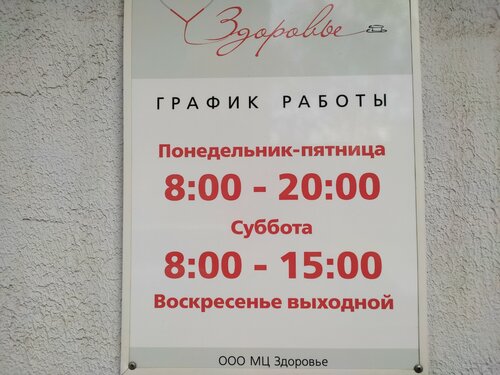 Здоровье
ГРАФИК РАБОТЫ
Понедельник-пятница
8:00 - 20:00
Суббота
8:00 - 15:00
Воскресенье выходной
ООО МЦ Здоровье